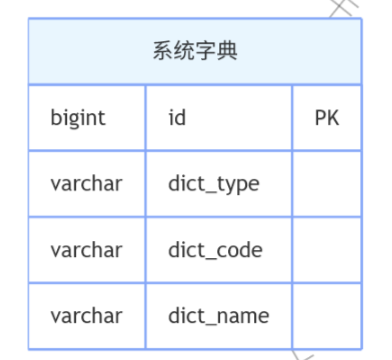 系统字典
bigint id PK
varchar dict_type
varchar dict_code
varchar dict_name